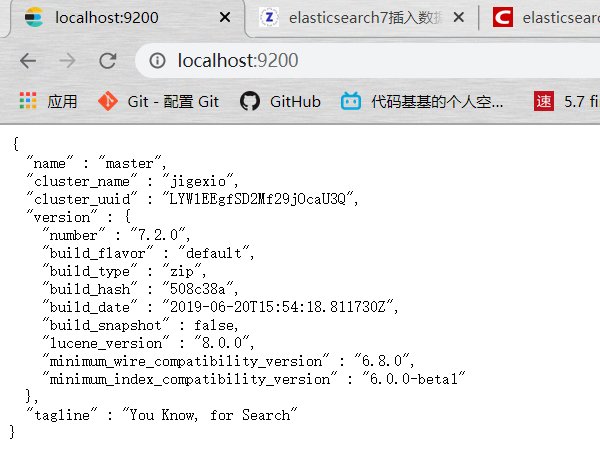 localhost:9200
elasticsearch7插入数据
elasticsear
localhost:9200
应用
Git - 配置 Git
GitHub
代码基基的个人空...
速
5.7 fi
{
"name" : "master",
"cluster_name" : "jigexio",
"cluster_uuid" : "LYW1EEgfSD2Mf29jOcaU3Q",
"version" : {
"number" : "7.2.0",
"build_flavor" : "default",
"build_type" : "zip",
"build_hash" : "508c38a",
"build_date" : "2019-06-20T15:54:18.811730Z",
"build_snapshot" : false,
"lucene_version" : "8.0.0",
"minimum_wire_compatibility_version" : "6.8.0",
"minimum_index_compatibility_version" : "6.0.0-beta1"
},
"tagline" : "You Know, for Search"
}